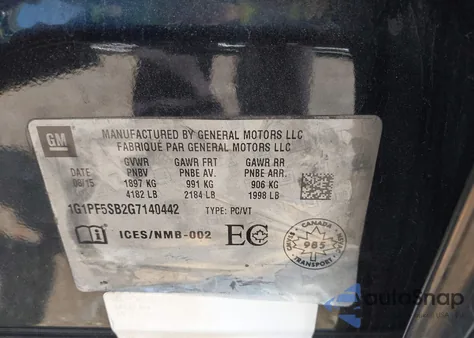 GM
MANUFACTURED BY GENERAL MOTORS LLC
FABRIQUÉ PAR GENERAL MOTORS LLC
GVWR GAWR FRT GAWR RR
DATE PNBV PNBE AV. PNBE ARR.
08/15 1897 KG 991 KG 906 KG
4182 LB 2184 LB 1998 LB
1G1PF5SB2G7140442 TYPE: PC/VT
ICES/NMB-002 EC
CANADA
985
TRANSPORT
AutoSnap